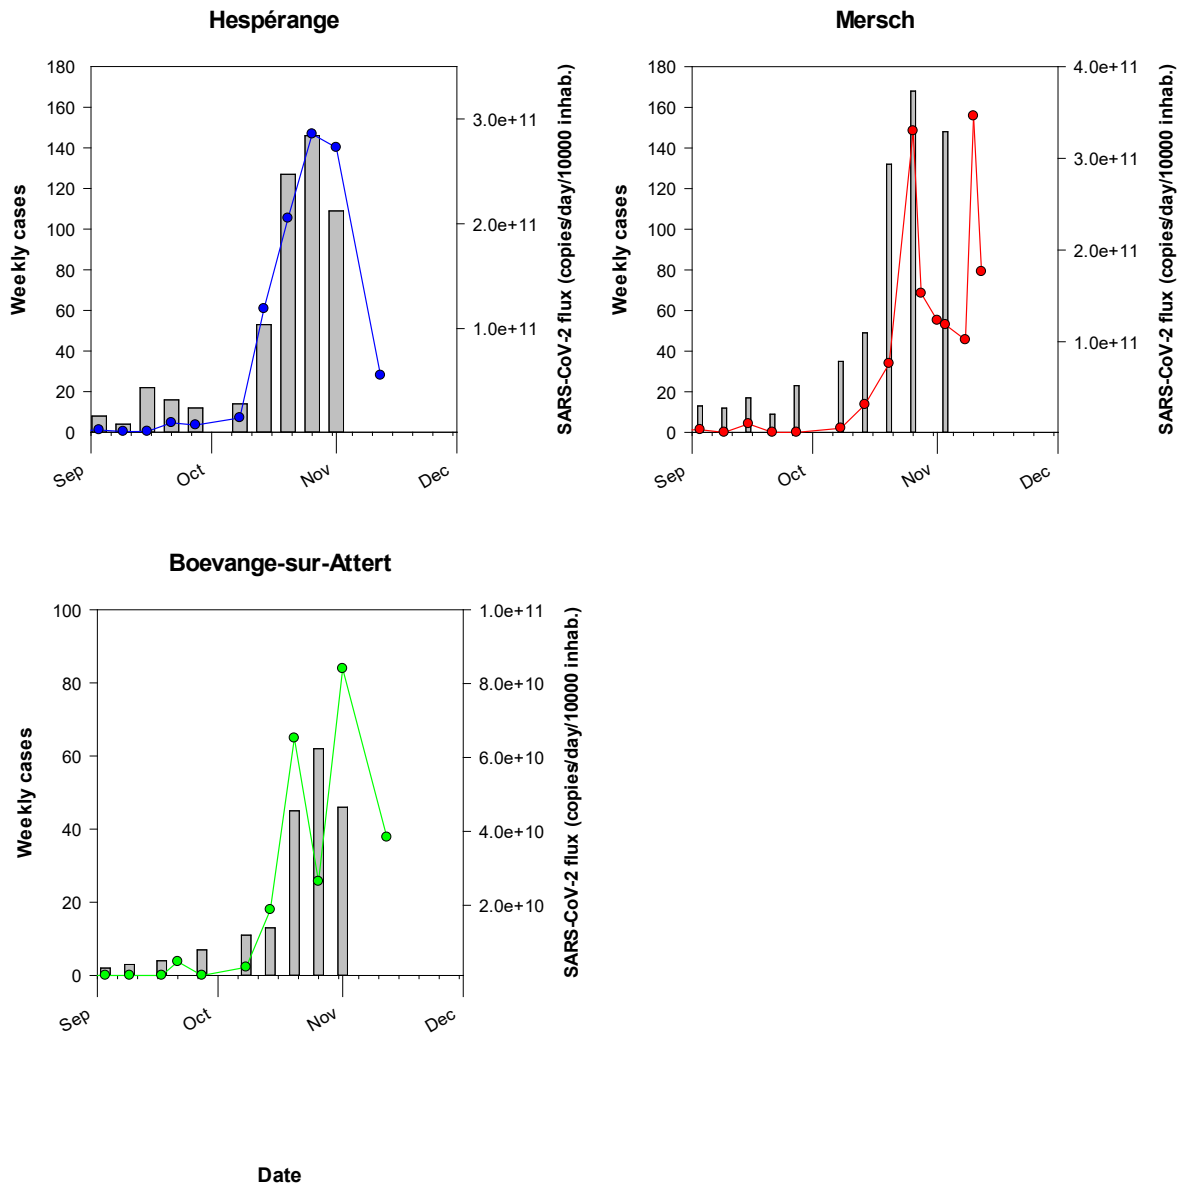 Hespérange
180
160
140
120
100
80
60
40
20
0
Weekly cases
3.0e+11
2.0e+11
1.0e+11
SARS-CoV-2 flux (copies/day/10000 inhab.)
Sep
Oct
Nov
Dec
Mersch
180
160
140
120
100
80
60
40
20
0
Weekly cases
4.0e+11
3.0e+11
2.0e+11
1.0e+11
SARS-CoV-2 flux (copies/day/10000 inhab.)
Sep
Oct
Nov
Dec
Boevange-sur-Attert
100
80
60
40
20
0
Weekly cases
1.0e+11
8.0e+10
6.0e+10
4.0e+10
2.0e+10
SARS-CoV-2 flux (copies/day/10000 inhab.)
Sep
Oct
Nov
Dec
Date